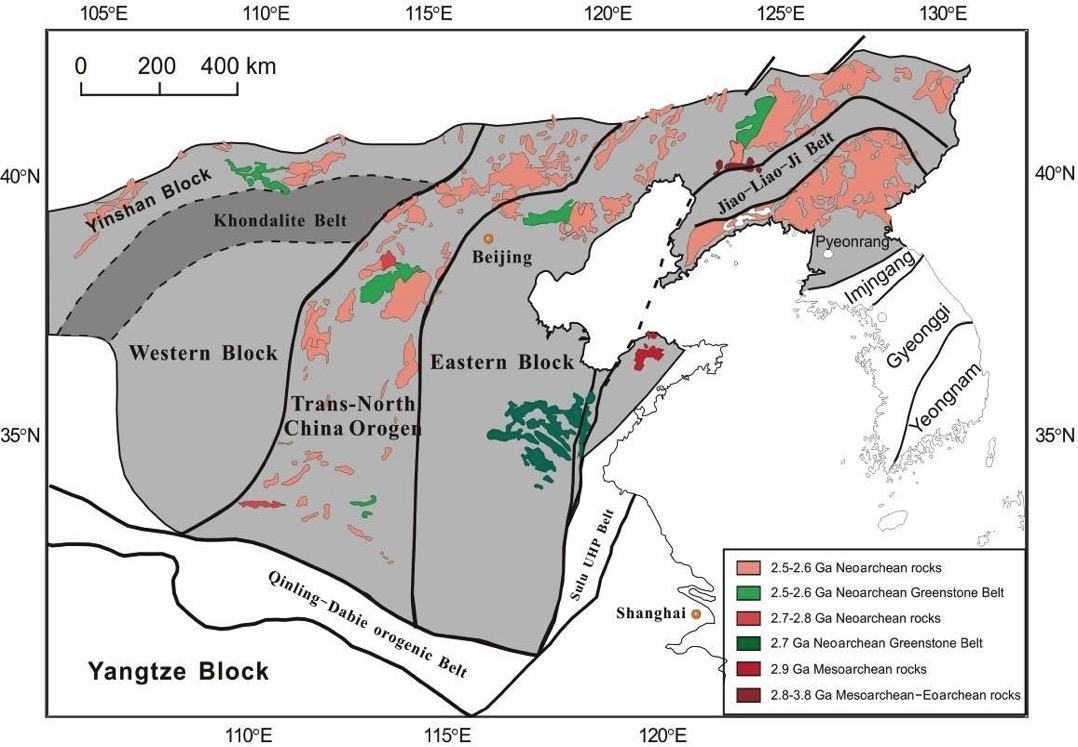 105°E 110°E 115°E 120°E 125°E 130°E
0 200 400 km
40°N
40°N
Yinshan Block
Khondalite Belt
Jiao-Liao-Ji Belt
Beijing
Pyeonrang
Imjngang
Gyeonggi
Yeongnam
Western Block
Eastern Block
Trans-North
China Orogen
35°N
35°N
Sulu UHP Belt
Qinling-Dabie orogenic Belt
Shanghai
Yangtze Block
2.5-2.6 Ga Neoarchean rocks
2.5-2.6 Ga Neoarchean Greenstone Belt
2.7-2.8 Ga Neoarchean rocks
2.7 Ga Neoarchean Greenstone Belt
2.9 Ga Mesoarchean rocks
2.8-3.8 Ga Mesoarchean-Eoarchean rocks
110°E 115°E 120°E